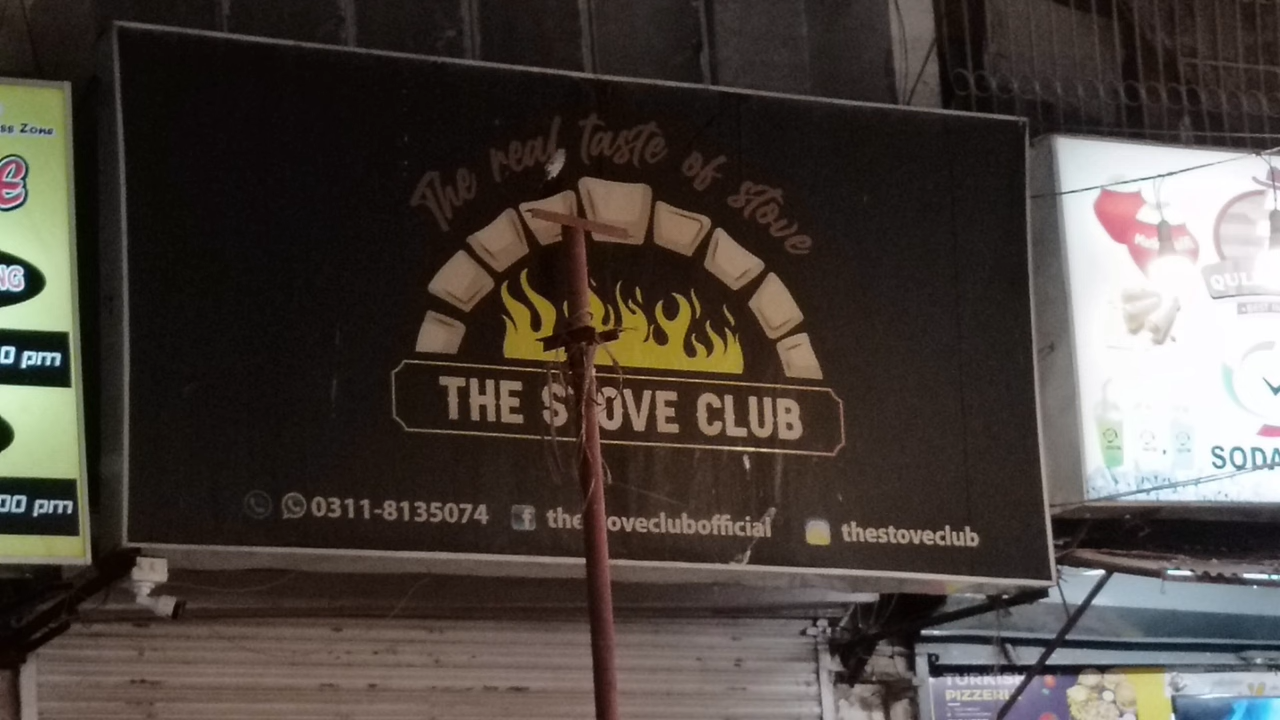 The real taste of stove
THE STOVE CLUB
0311-8135074 thestoveclubofficial thestoveclub
ss Zone
E
NG
0 pm
00 pm
SODA
TURKISH
PIZZERIA